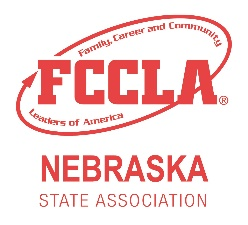 Family, Career and Community
FCCLA®
Leaders of America
NEBRASKA
STATE ASSOCIATION